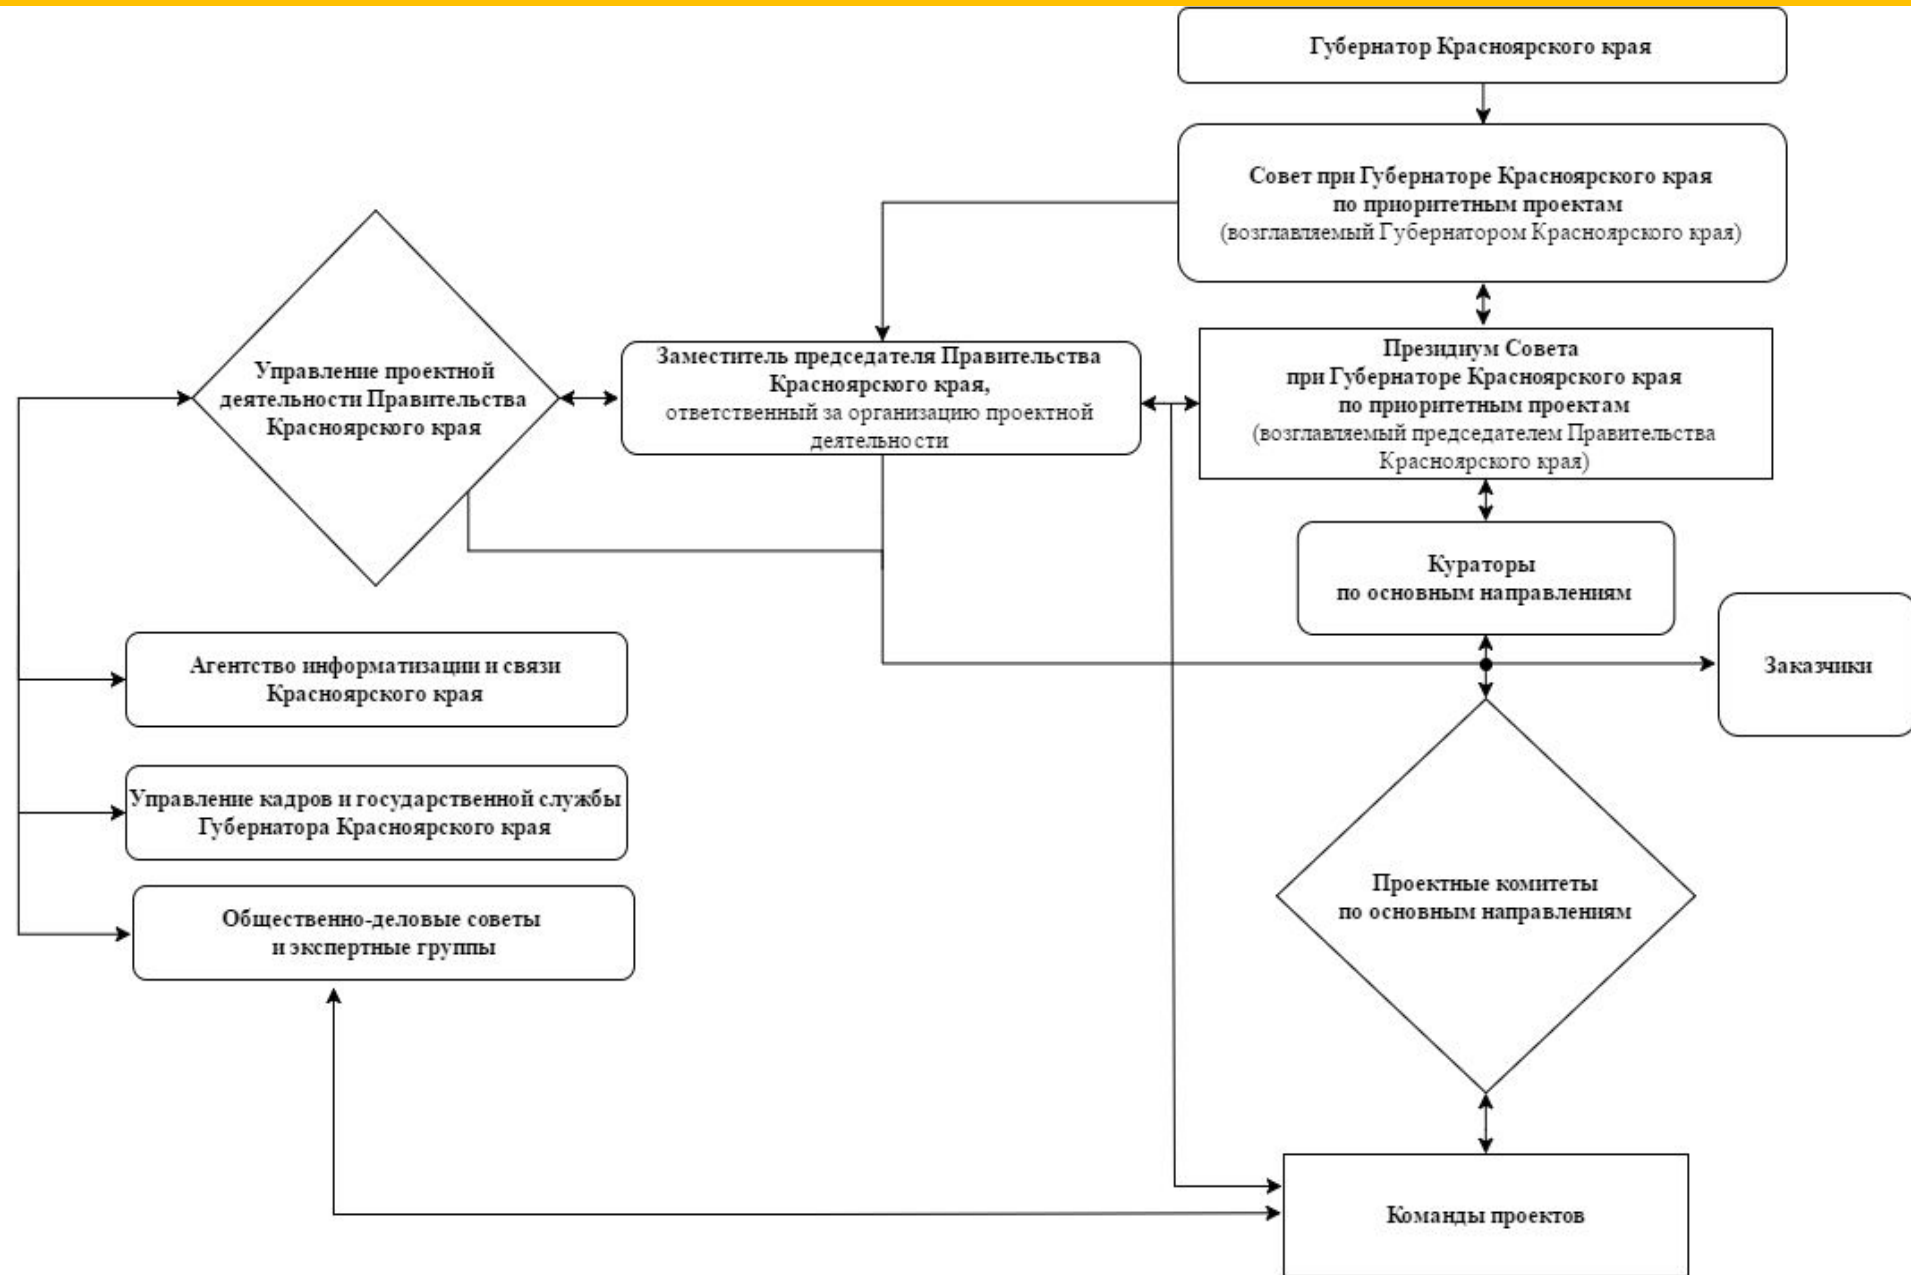 Губернатор Красноярского края
Совет при Губернаторе Красноярского края
по приоритетным проектам
(возглавляемый Губернатором Красноярского края)
Управление проектной
деятельности Правительства
Красноярского края
Заместитель председателя Правительства
Красноярского края,
ответственный за организацию проектной
деятельности
Президиум Совета
при Губернаторе Красноярского края
по приоритетным проектам
(возглавляемый председателем Правительства
Красноярского края)
Кураторы
по основным направлениям
Заказчики
Агентство информатизации и связи
Красноярского края
Управление кадров и государственной службы
Губернатора Красноярского края
Общественно-деловые советы
и экспертные группы
Проектные комитеты
по основным направлениям
Команды проектов